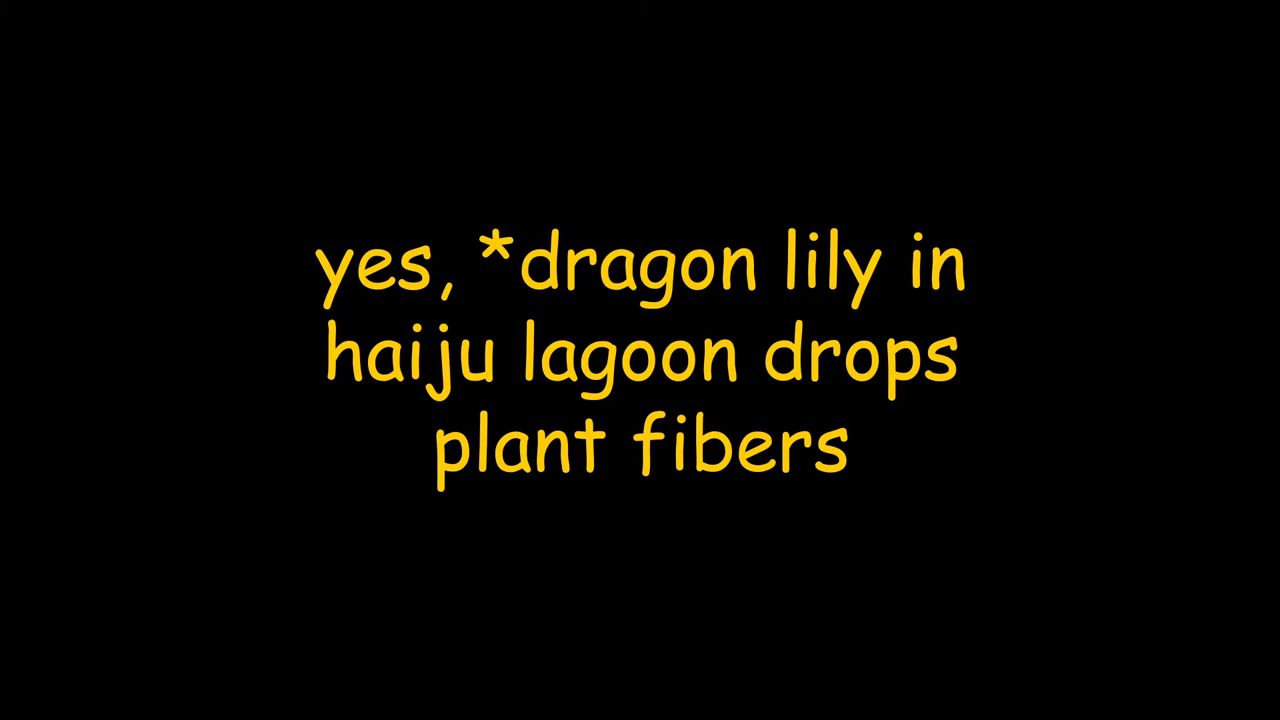 yes, *dragon lily in
haiju lagoon drops
plant fibers